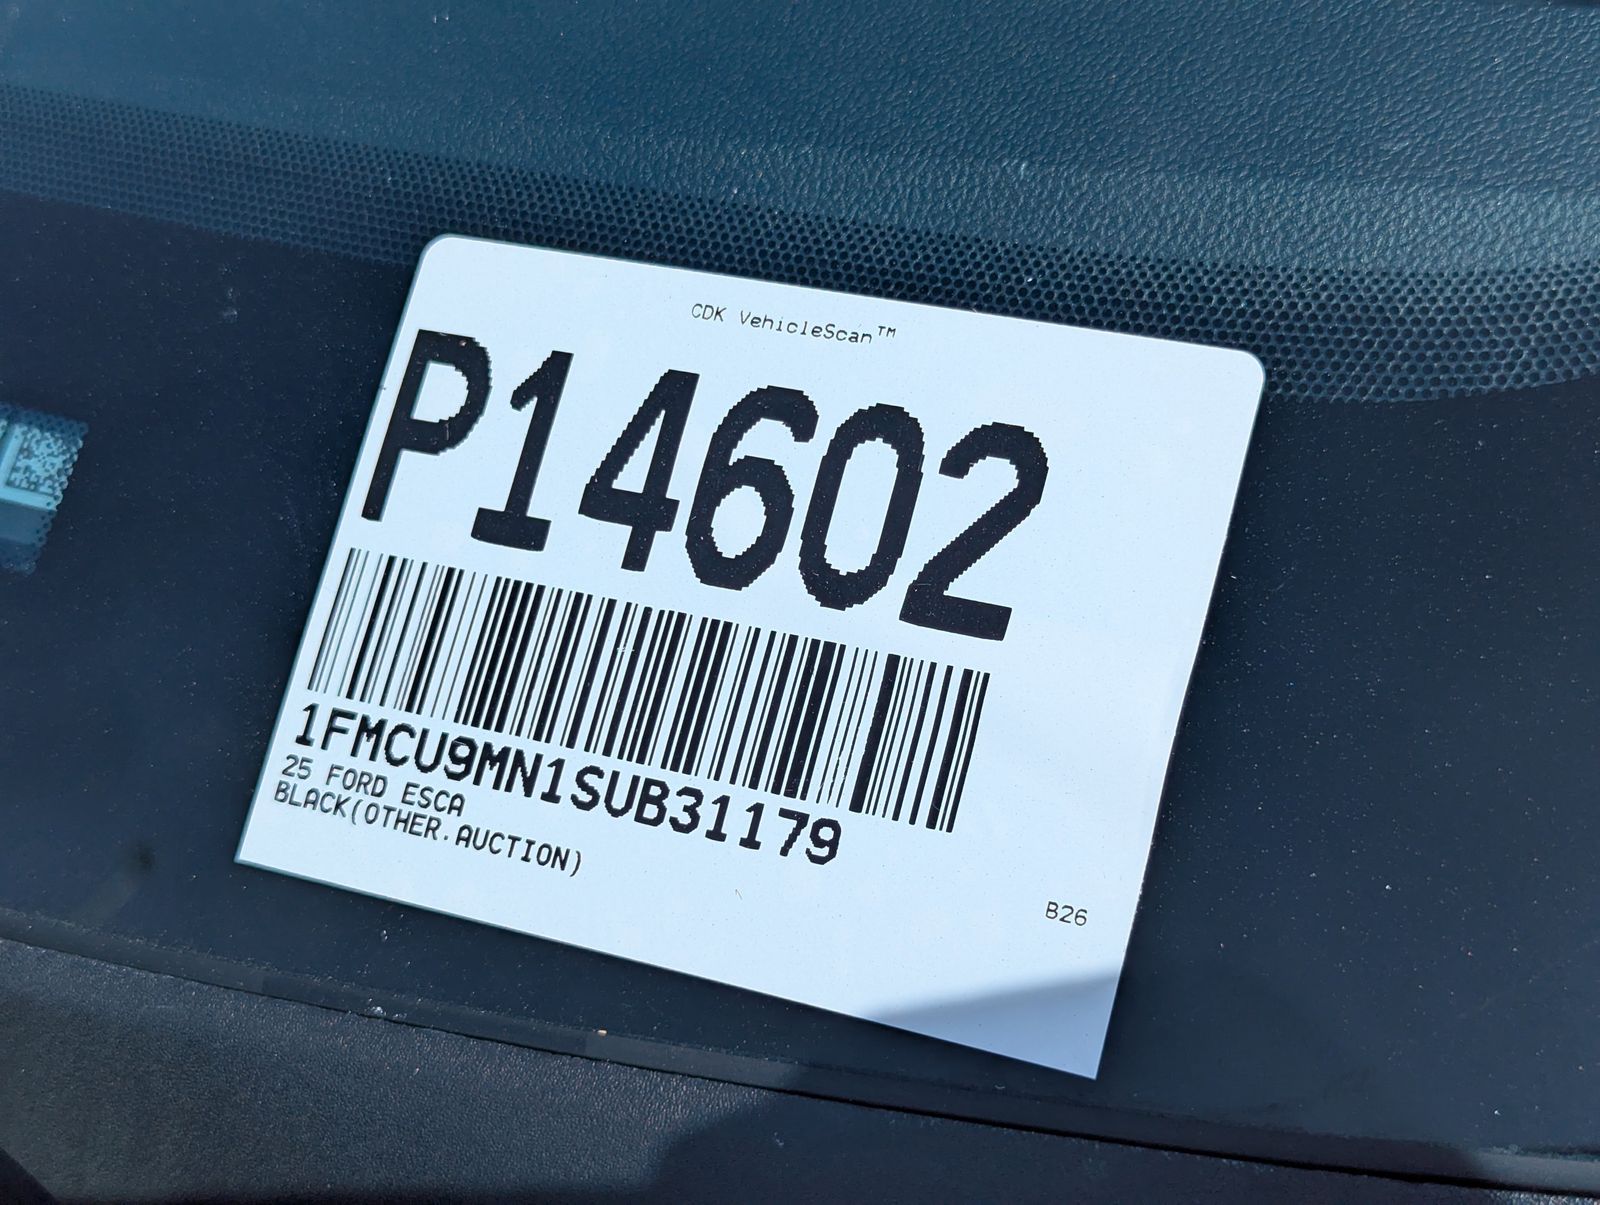 CDK VehicleScan™
P14602
1FMCU9MN1SUB31179
25 FORD ESCA
BLACK(OTHER.AUCTION)
B26